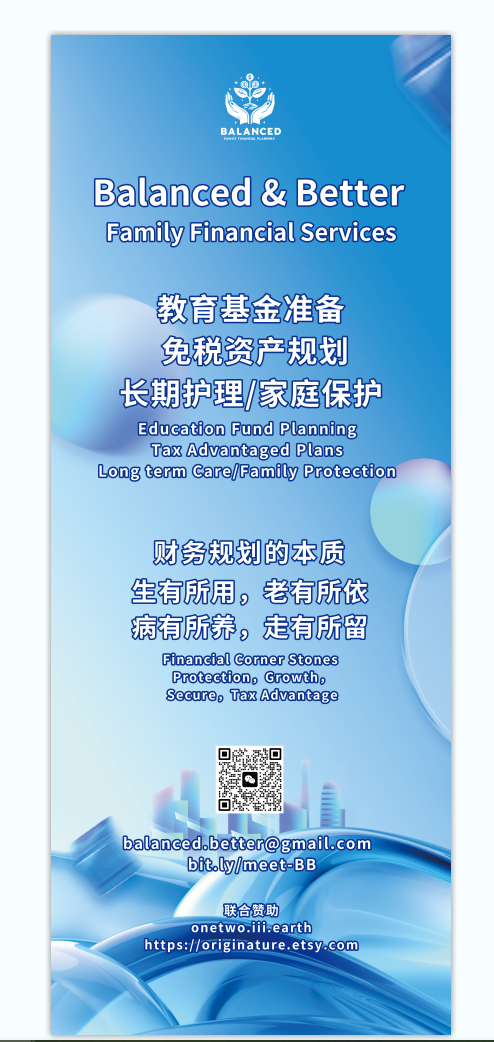 BALANCED
FAMILY FINANCIAL PLANNING
Balanced & Better
Family Financial Services
教育基金准备
免税资产规划
长期护理/家庭保护
Education Fund Planning
Tax Advantaged Plans
Long term Care/Family Protection
财务规划的本质
生有所用，老有所依
病有所养，走有所留
Financial Corner Stones
Protection，Growth，
Secure，Tax Advantage
balanced.better@gmail.com
bit.ly/meet-BB
联合赞助
onetwo.iii.earth
https://originature.etsy.com